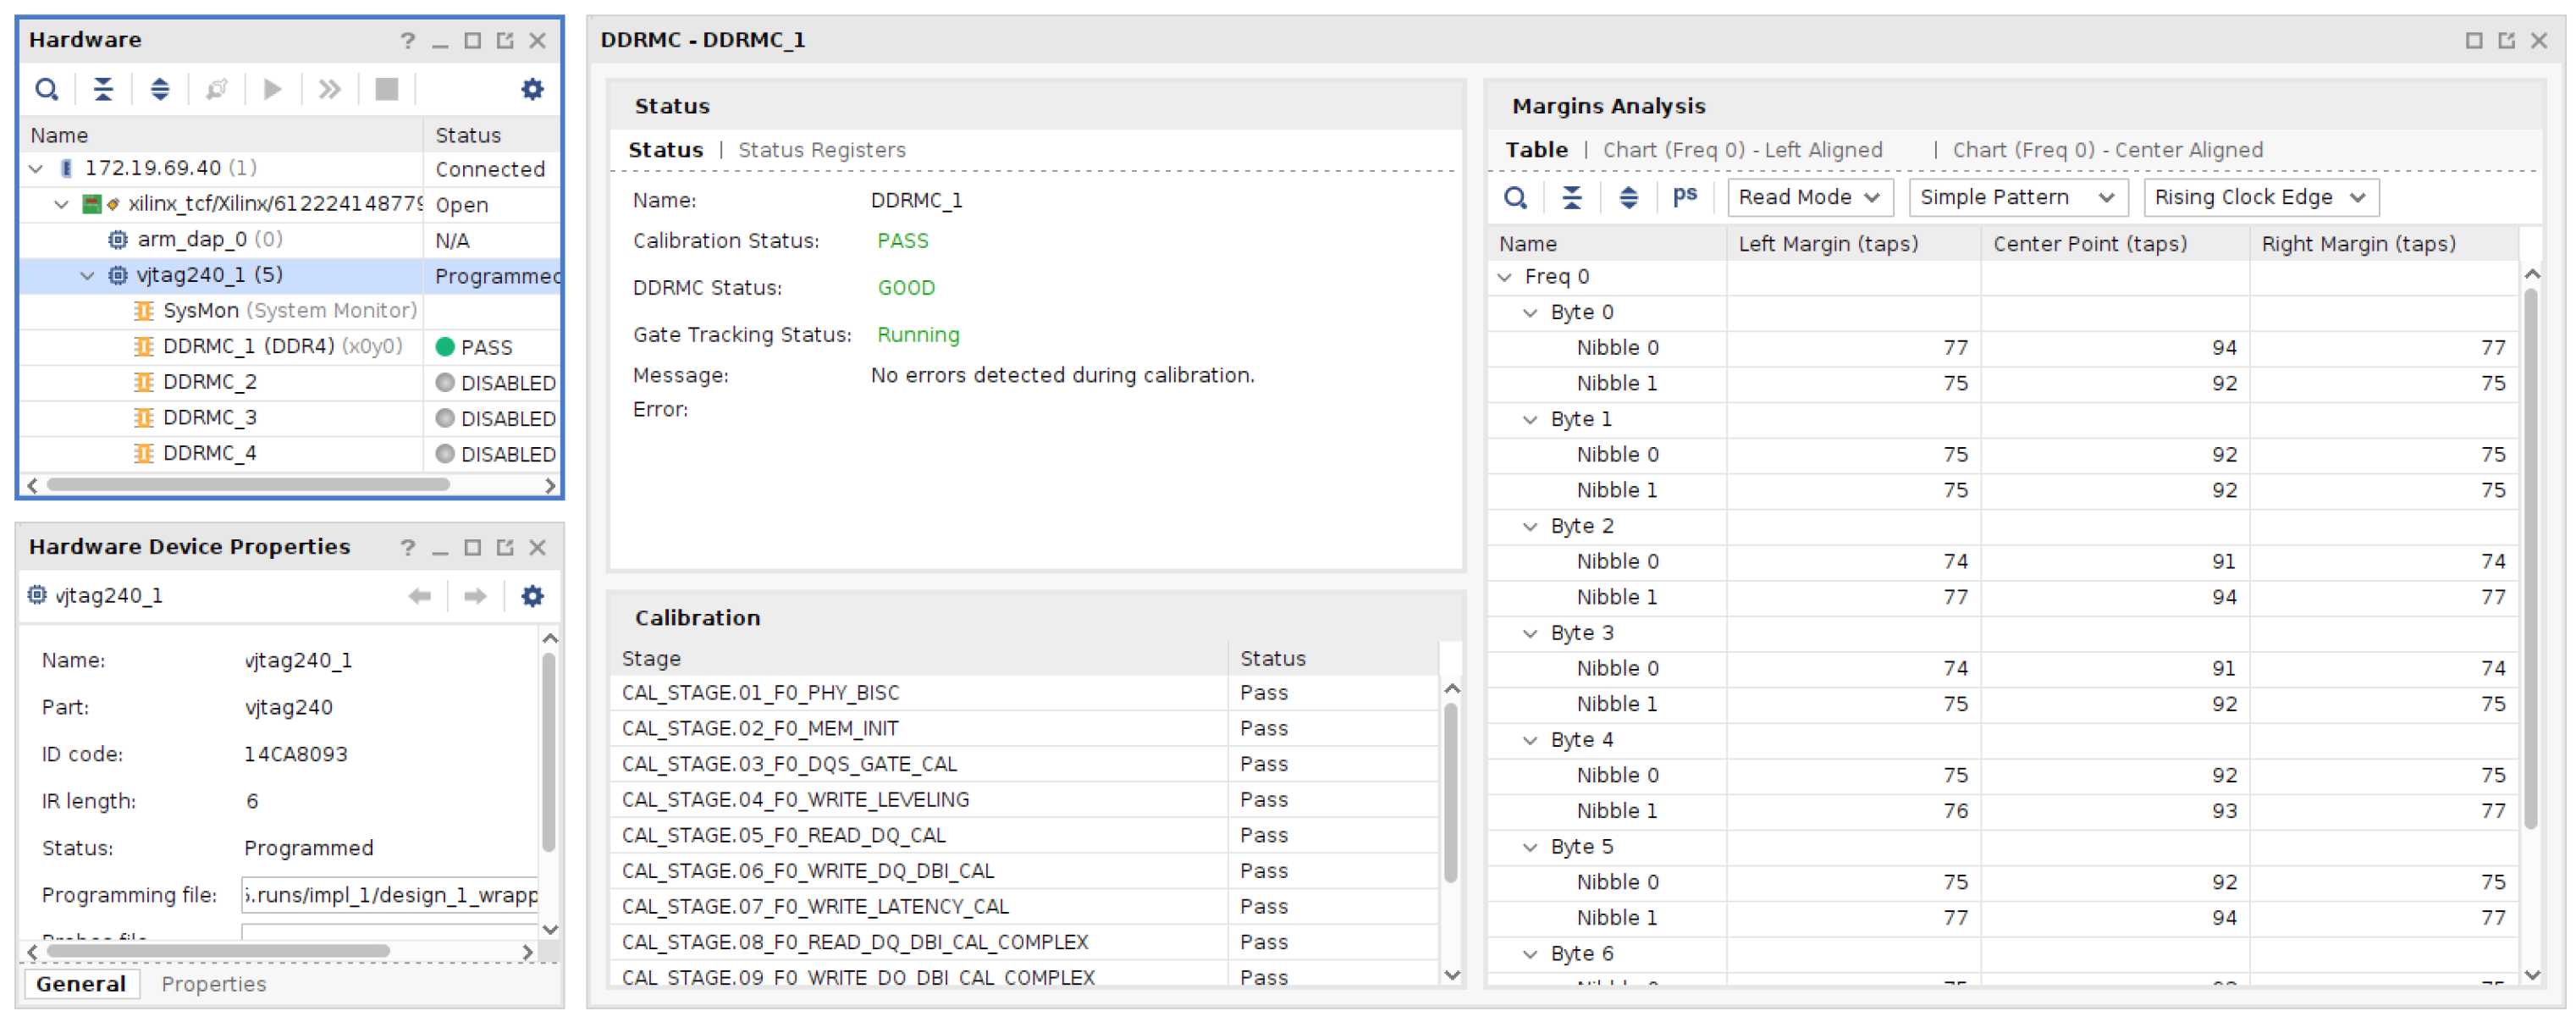 Hardware
?
Name Status
172.19.69.40 (1) Connected
xilinx_tcf/Xilinx/612224148779 Open
arm_dap_0 (0) N/A
vjtag240_1 (5) Programmed
SysMon (System Monitor)
DDRMC_1 (DDR4) (x0y0) PASS
DDRMC_2 DISABLED
DDRMC_3 DISABLED
DDRMC_4 DISABLED
Hardware Device Properties
?
vjtag240_1
Name: vjtag240_1
Part: vjtag240
ID code: 14CA8093
IR length: 6
Status: Programmed
Programming file: .runs/impl_1/design_1_wrapp
General Properties
DDRMC - DDRMC_1
Status
Status | Status Registers
Name: DDRMC_1
Calibration Status: PASS
DDRMC Status: GOOD
Gate Tracking Status: Running
Message: No errors detected during calibration.
Error:
Calibration
Stage Status
CAL_STAGE.01_F0_PHY_BISC Pass
CAL_STAGE.02_F0_MEM_INIT Pass
CAL_STAGE.03_F0_DQS_GATE_CAL Pass
CAL_STAGE.04_F0_WRITE_LEVELING Pass
CAL_STAGE.05_F0_READ_DQ_CAL Pass
CAL_STAGE.06_F0_WRITE_DQ_DBI_CAL Pass
CAL_STAGE.07_F0_WRITE_LATENCY_CAL Pass
CAL_STAGE.08_F0_READ_DQ_DBI_CAL_COMPLEX Pass
CAL_STAGE.09_F0_WRITE_DQ_DBI_CAL_COMPLEX Pass
Margins Analysis
Table | Chart (Freq 0) - Left Aligned | Chart (Freq 0) - Center Aligned
ps Read Mode Simple Pattern Rising Clock Edge
Name Left Margin (taps) Center Point (taps) Right Margin (taps)
Freq 0
Byte 0
Nibble 0 77 94 77
Nibble 1 75 92 75
Byte 1
Nibble 0 75 92 75
Nibble 1 75 92 75
Byte 2
Nibble 0 74 91 74
Nibble 1 77 94 77
Byte 3
Nibble 0 74 91 74
Nibble 1 75 92 75
Byte 4
Nibble 0 75 92 75
Nibble 1 76 93 77
Byte 5
Nibble 0 75 92 75
Nibble 1 77 94 77
Byte 6